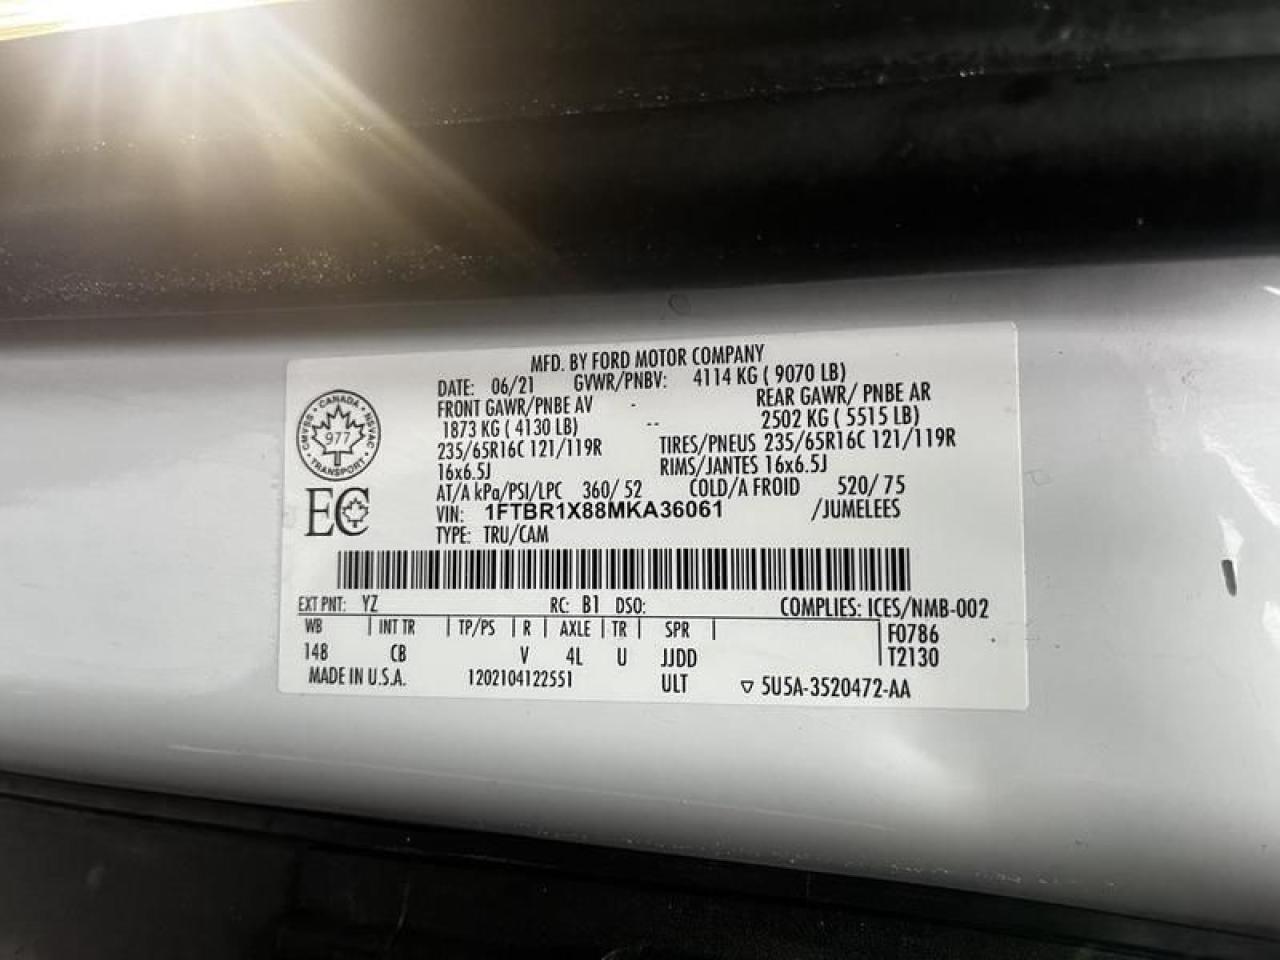 MFD. BY FORD MOTOR COMPANY
DATE: 06/21 GVWR/PNBV: 4114 KG ( 9070 LB)
FRONT GAWR/PNBE AV - REAR GAWR/ PNBE AR
1873 KG ( 4130 LB) -- 2502 KG ( 5515 LB)
235/65R16C 121/119R TIRES/PNEUS 235/65R16C 121/119R
16x6.5J RIMS/JANTES 16x6.5J
AT/A kPa/PSI/LPC 360/ 52 COLD/A FROID 520/ 75
VIN: 1FTBR1X88MKA36061 /JUMELEES
TYPE: TRU/CAM
CANADA
CMVSS NSVAC
977
TRANSPORT
EC
EXT PNT: YZ RC: B1 DSO: COMPLIES: ICES/NMB-002
WB | INT TR | TP/PS | R | AXLE | TR | SPR | F0786
148 CB V 4L U JJDD T2130
MADE IN U.S.A. 1202104122551 ULT ▽ 5U5A-3520472-AA